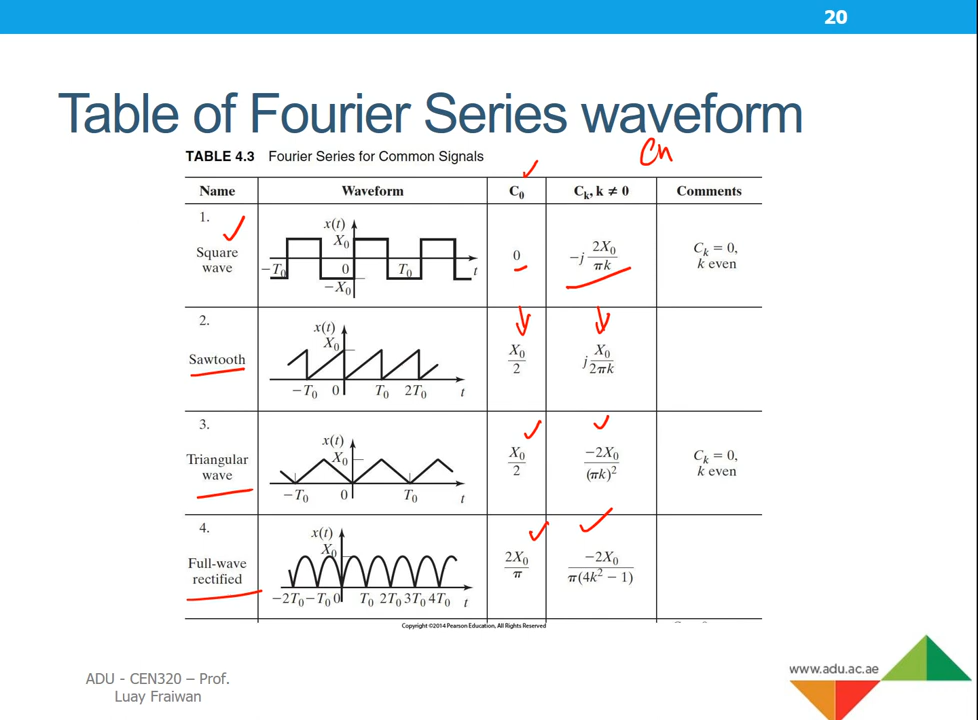 20
Table of Fourier Series waveform
TABLE 4.3 Fourier Series for Common Signals
Cn
Name Waveform C₀ Cₖ, k ≠ 0 Comments
1.
Square
wave
x(t)
X₀
−T₀ 0 T₀ t
−X₀
0
−j 2X₀/πk
Cₖ = 0,
k even
2.
Sawtooth
x(t)
X₀
−T₀ 0 T₀ 2T₀ t
X₀/2
j X₀/2πk
3.
Triangular
wave
x(t)
X₀
−T₀ 0 T₀ t
X₀/2
−2X₀/(πk)²
Cₖ = 0,
k even
4.
Full-wave
rectified
x(t)
X₀
−2T₀ −T₀ 0 T₀ 2T₀ 3T₀ 4T₀ t
2X₀/π
−2X₀/π(4k² − 1)
Copyright ©2014 Pearson Education, All Rights Reserved
ADU - CEN320 – Prof.
Luay Fraiwan
www.adu.ac.ae